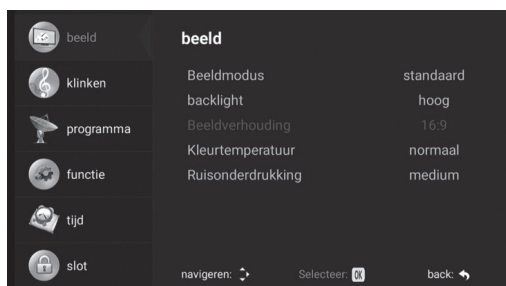 beeld
klinken
programma
functie
tijd
slot
beeld
Beeldmodus standaard
backlight hoog
Beeldverhouding 16:9
Kleurtemperatuur normaal
Ruisonderdrukking medium
navigeren: Selecteer: OK back: